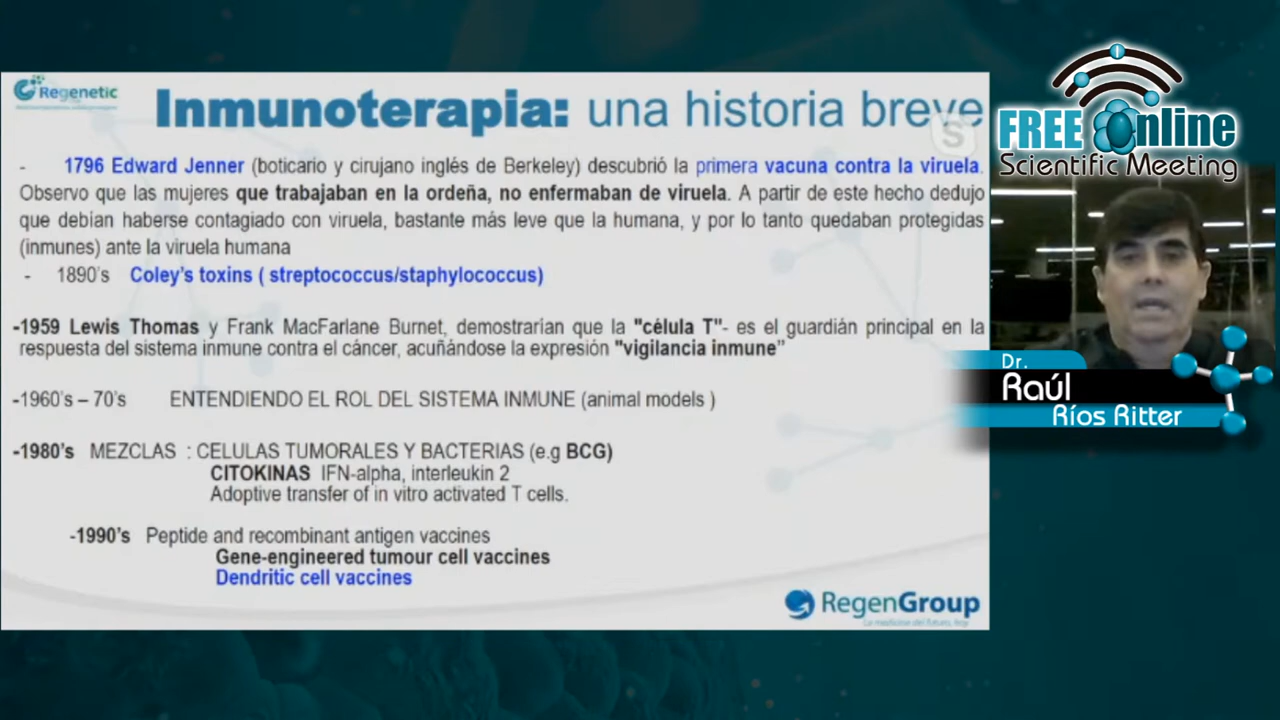 Regenetic
Inmunoterapia: una historia breve
- 1796 Edward Jenner (boticario y cirujano inglés de Berkeley) descubrió la primera vacuna contra la viruela.
Observo que las mujeres que trabajaban en la ordeña, no enfermaban de viruela. A partir de este hecho dedujo
que debían haberse contagiado con viruela, bastante más leve que la humana, y por lo tanto quedaban protegidas
(inmunes) ante la viruela humana
- 1890´s Coley's toxins ( streptococcus/staphylococcus)
-1959 Lewis Thomas y Frank MacFarlane Burnet, demostrarían que la "célula T"- es el guardián principal en la
respuesta del sistema inmune contra el cáncer, acuñándose la expresión "vigilancia inmune”
-1960’s – 70’s ENTENDIENDO EL ROL DEL SISTEMA INMUNE (animal models )
-1980’s MEZCLAS : CELULAS TUMORALES Y BACTERIAS (e.g BCG)
CITOKINAS IFN-alpha, interleukin 2
Adoptive transfer of in vitro activated T cells.
-1990’s Peptide and recombinant antigen vaccines
Gene-engineered tumour cell vaccines
Dendritic cell vaccines
RegenGroup
La medicina del futuro, hoy
S
FREE Online
Scientific Meeting
Dr.
Raúl
Ríos Ritter